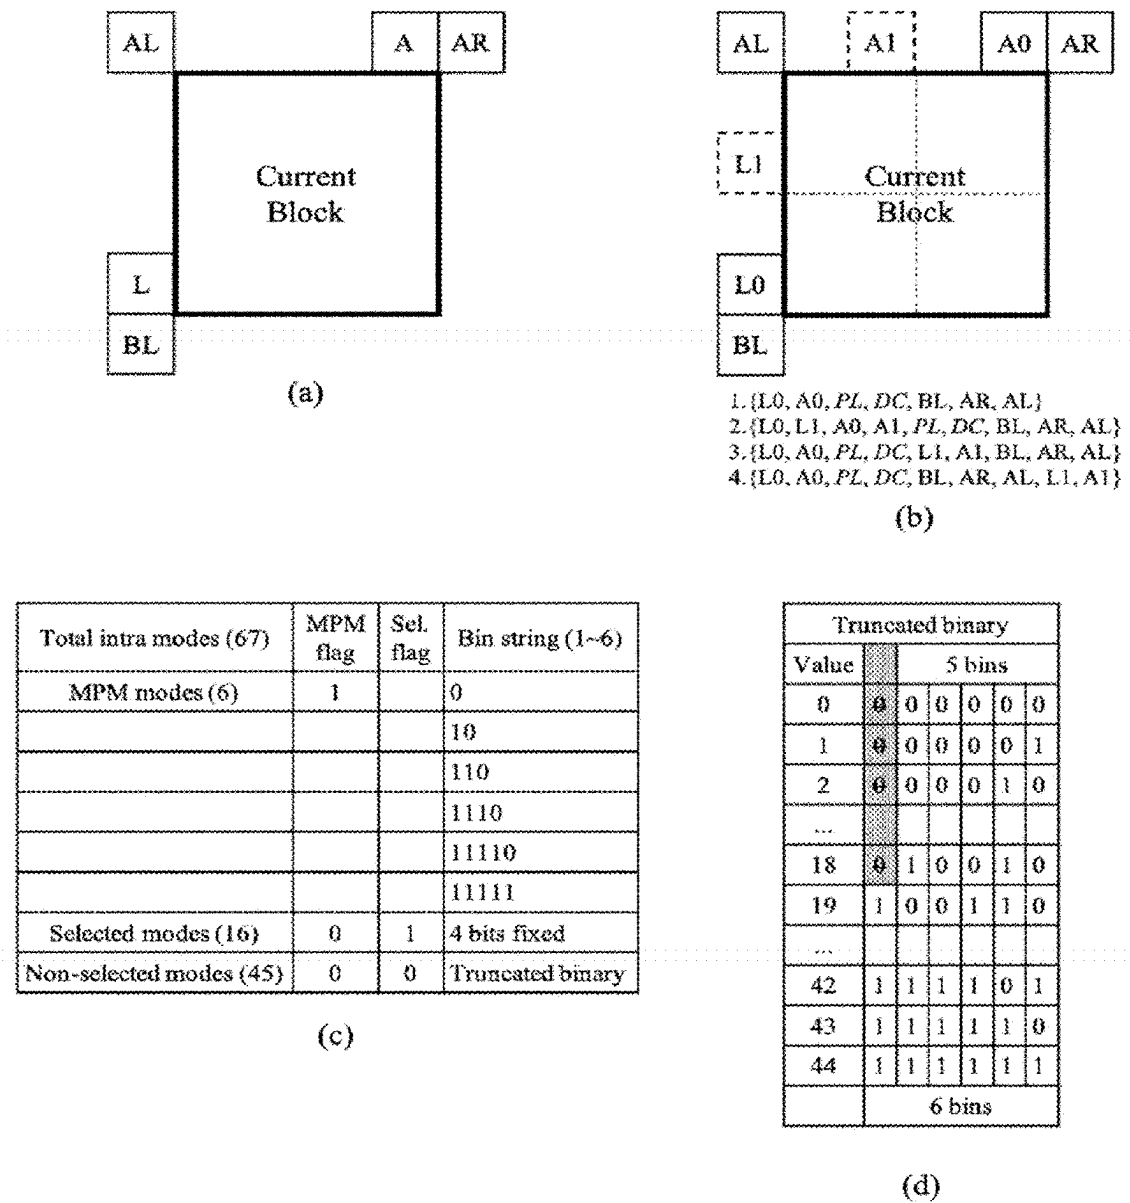 AL A AR
Current
Block
L
BL
(a)
AL A1 A0 AR
L1
Current
Block
L0
BL
1.{L0, A0, PL, DC, BL, AR, AL}
2.{L0, L1, A0, A1, PL, DC, BL, AR, AL}
3.{L0, A0, PL, DC, L1, A1, BL, AR, AL}
4.{L0, A0, PL, DC, BL, AR, AL, L1, A1}
(b)
Total intra modes (67) MPM flag Sel. flag Bin string (1~6)
MPM modes (6) 1 0
10
110
1110
11110
11111
Selected modes (16) 0 1 4 bits fixed
Non-selected modes (45) 0 0 Truncated binary
(c)
Truncated binary
Value 5 bins
0 0 0 0 0 0 0
1 0 0 0 0 0 1
2 0 0 0 0 1 0
...
18 0 1 0 0 1 0
19 1 0 0 1 1 0
...
42 1 1 1 1 0 1
43 1 1 1 1 1 0
44 1 1 1 1 1 1
6 bins
(d)